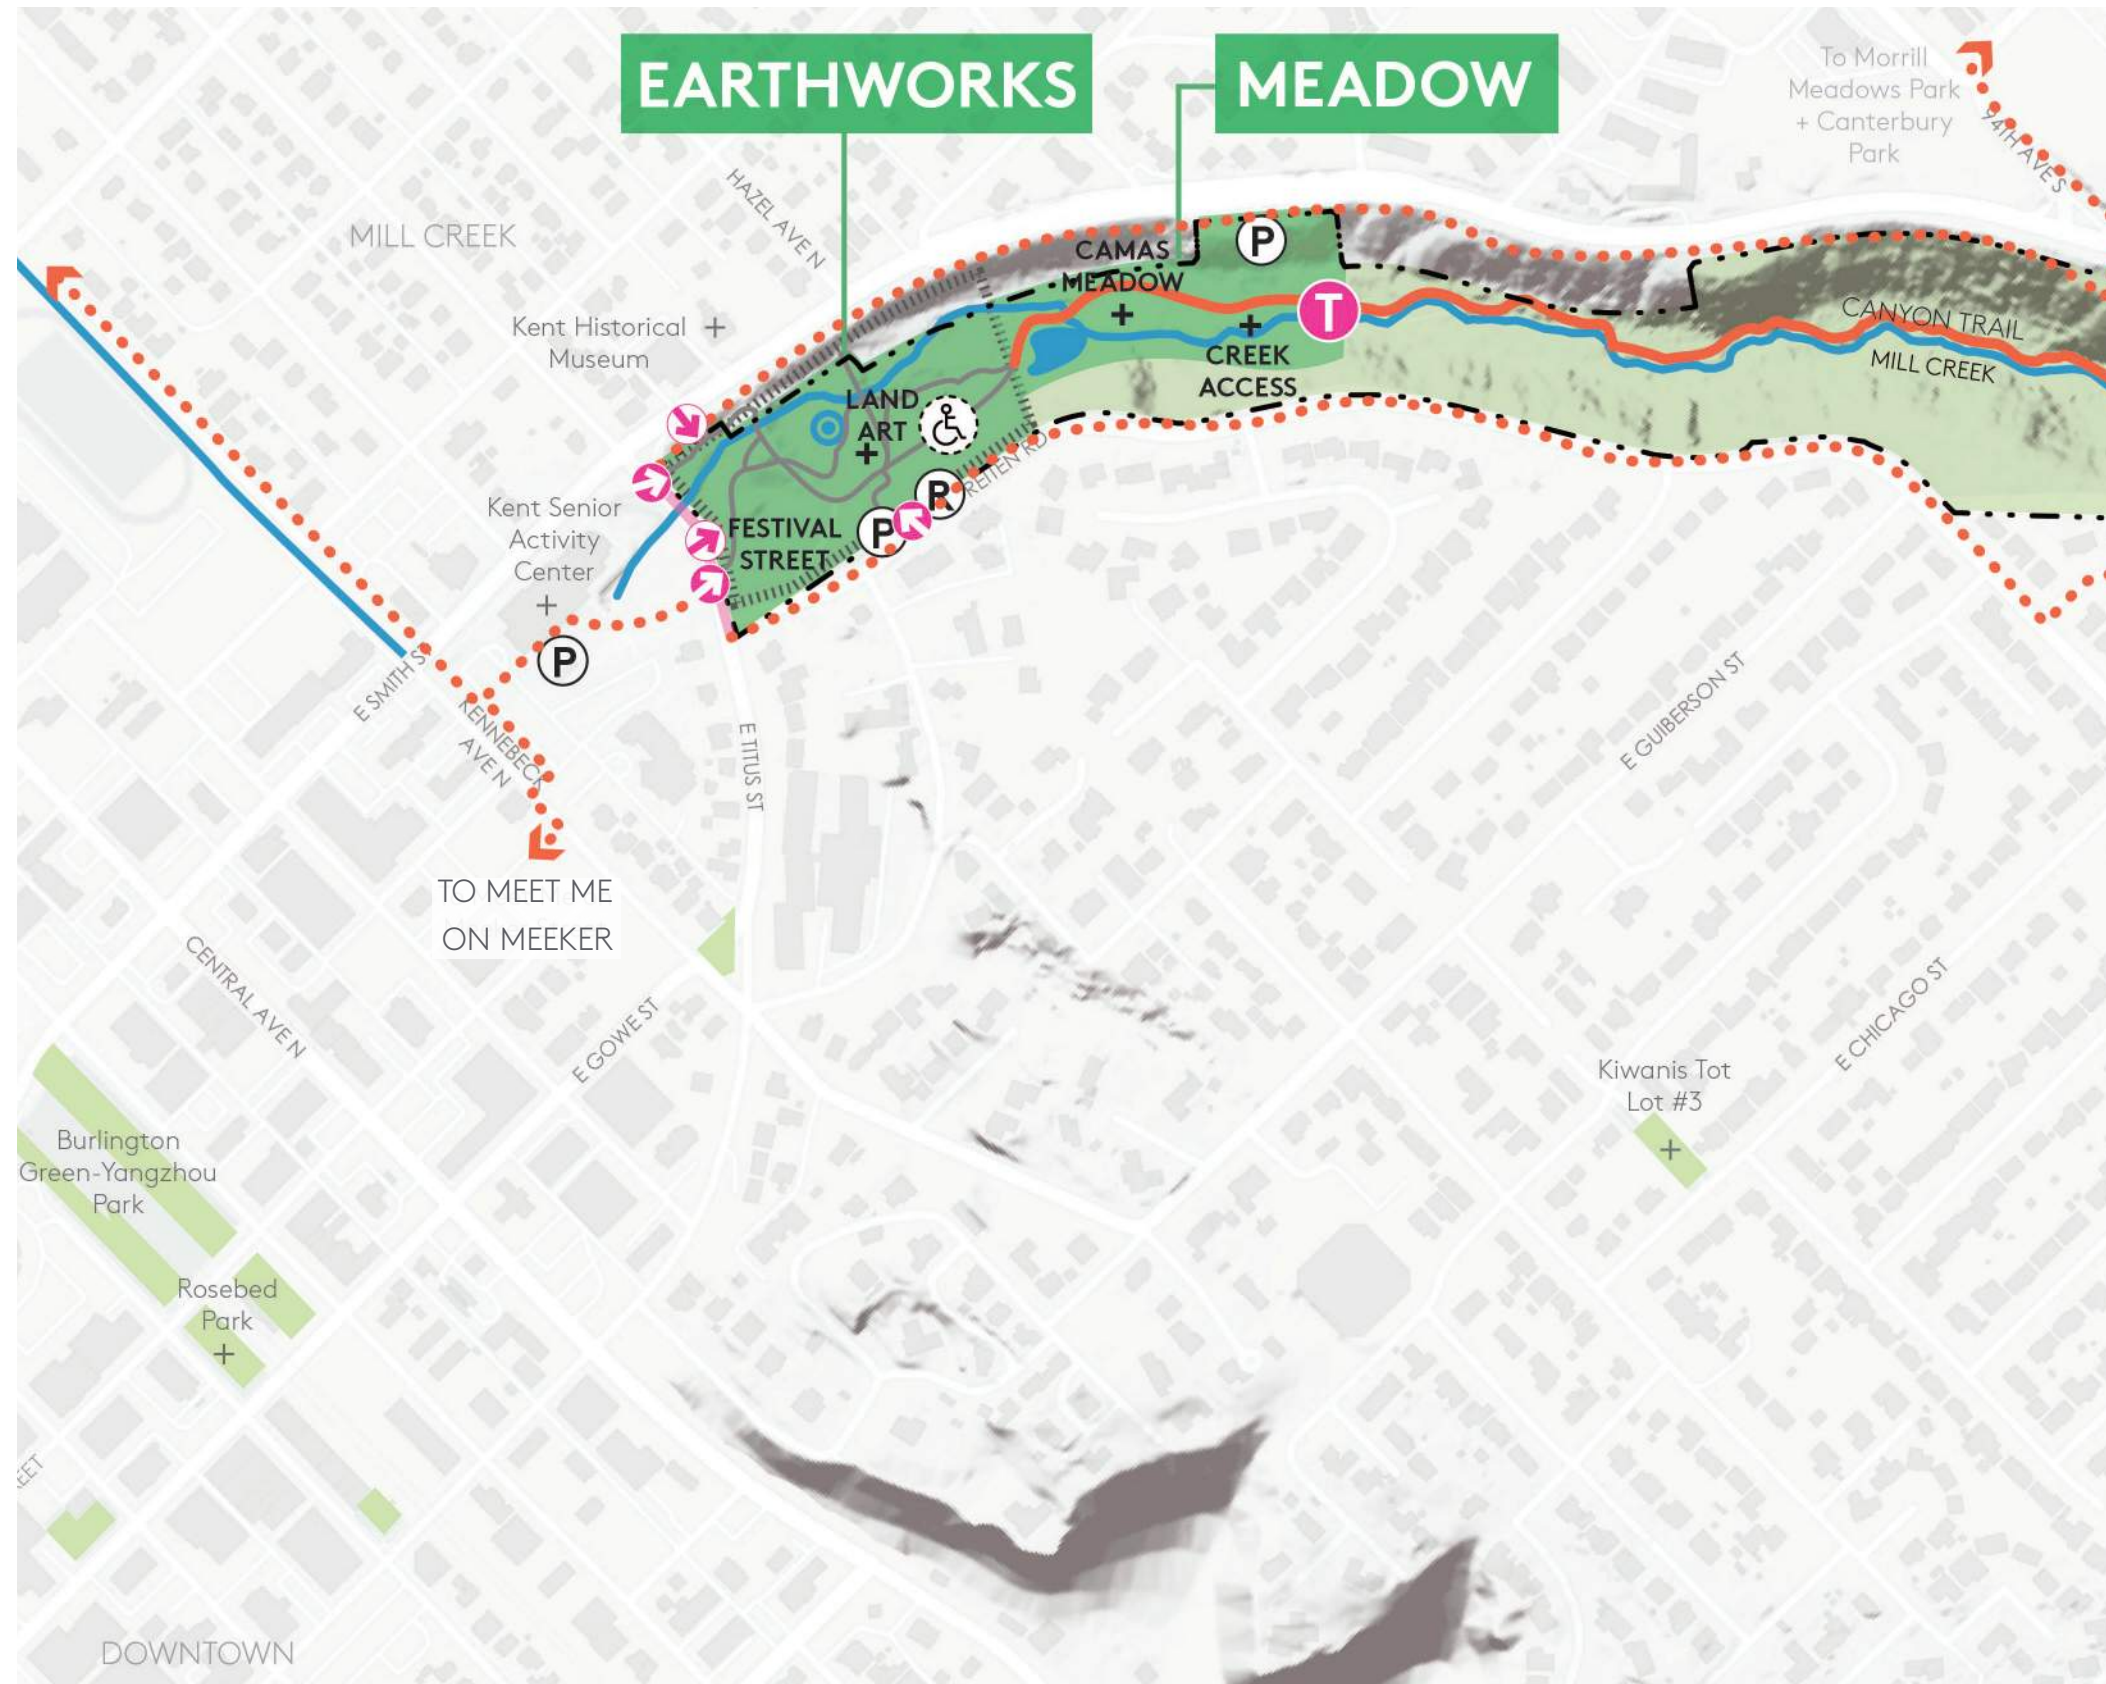 EARTHWORKS
MEADOW
To Morrill
Meadows Park
+ Canterbury
Park
94TH AVE S
HAZEL AVE N
MILL CREEK
CAMAS
MEADOW
P
T
CANYON TRAIL
MILL CREEK
Kent Historical
Museum
CREEK
ACCESS
LAND
ART
REITEN RD
P
P
FESTIVAL
STREET
Kent Senior
Activity
Center
P
E SMITH S
KENNEBECK
AVE N
E TITUS ST
E GUIBERSON ST
TO MEET ME
ON MEEKER
CENTRAL AVE N
E GOWE ST
E CHICAGO ST
Kiwanis Tot
Lot #3
Burlington
Green-Yangzhou
Park
Rosebed
Park
EET
DOWNTOWN